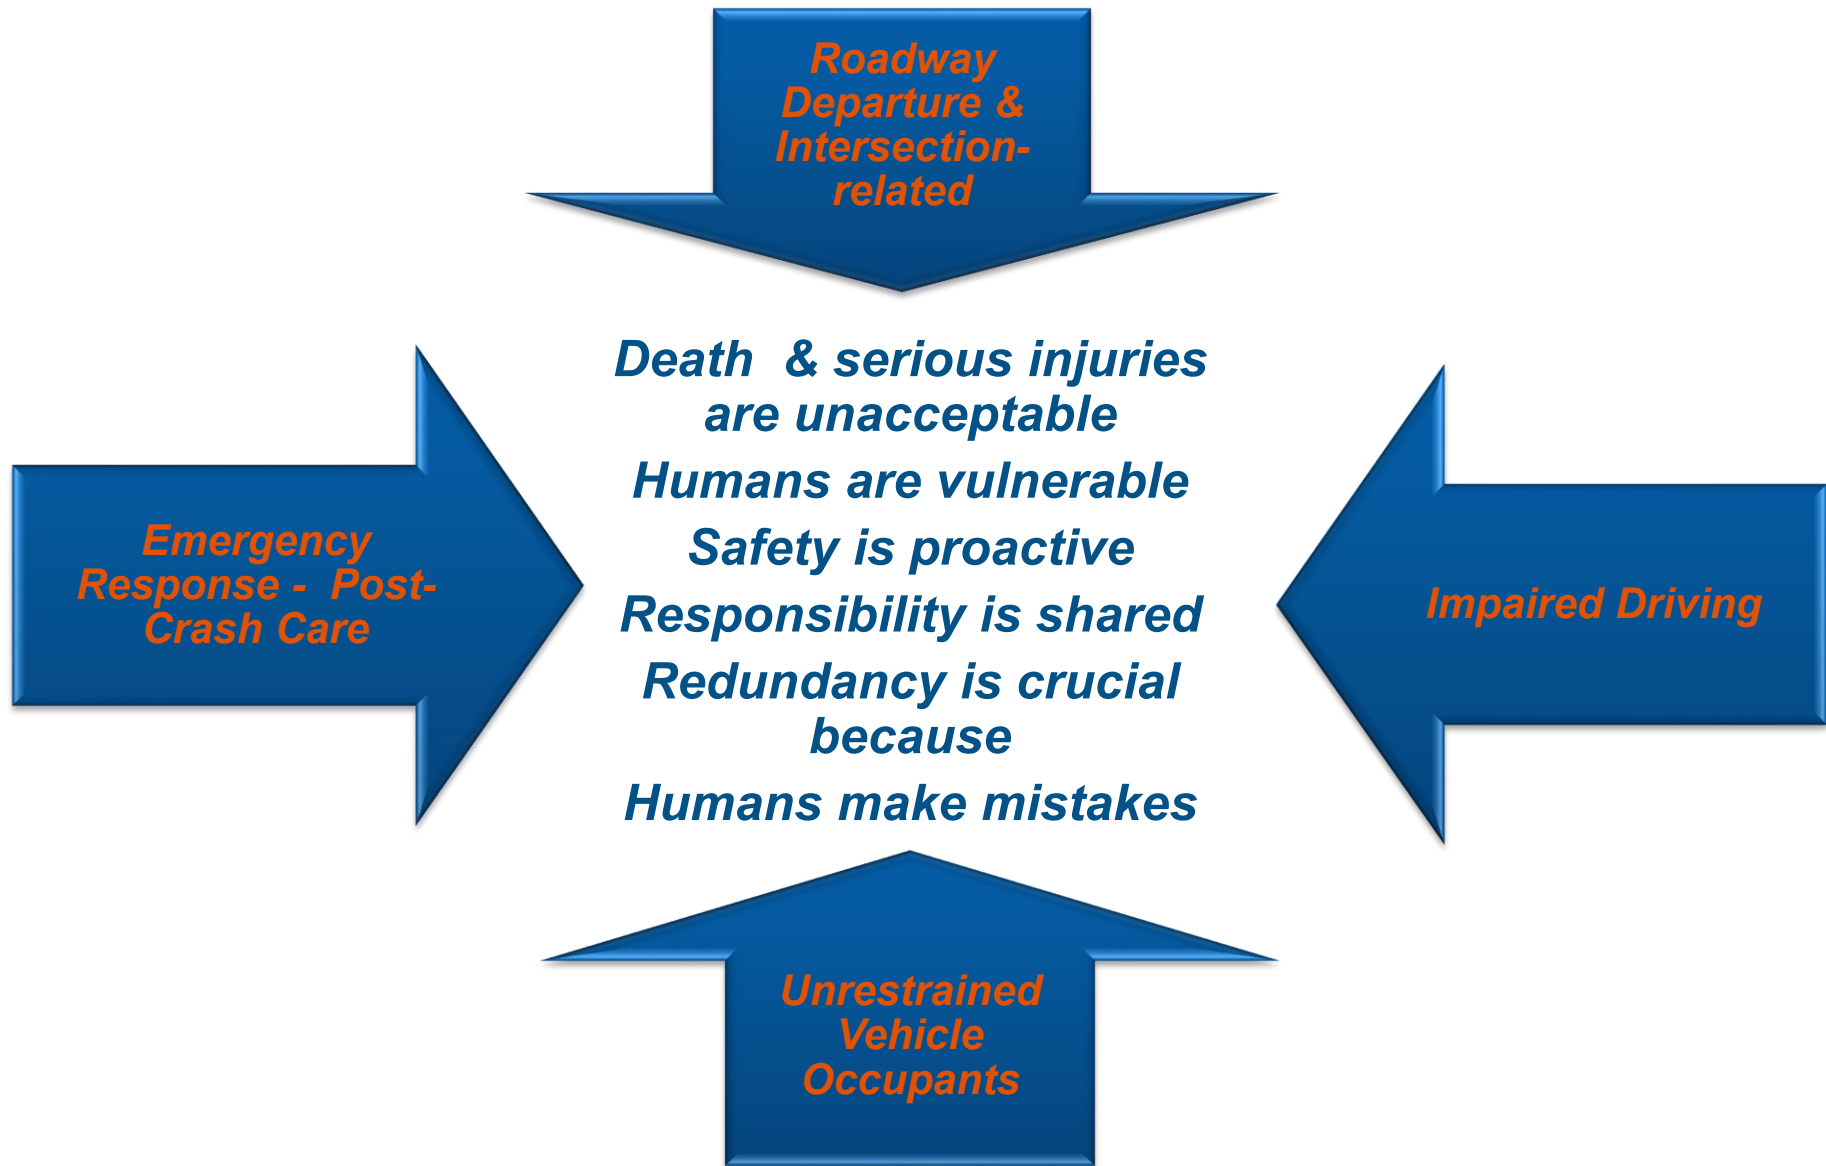 Roadway
Departure &
Intersection-
related
Death  & serious injuries
are unacceptable
Humans are vulnerable
Safety is proactive
Responsibility is shared
Redundancy is crucial
because
Humans make mistakes
Emergency
Response -  Post-
Crash Care
Impaired Driving
Unrestrained
Vehicle
Occupants